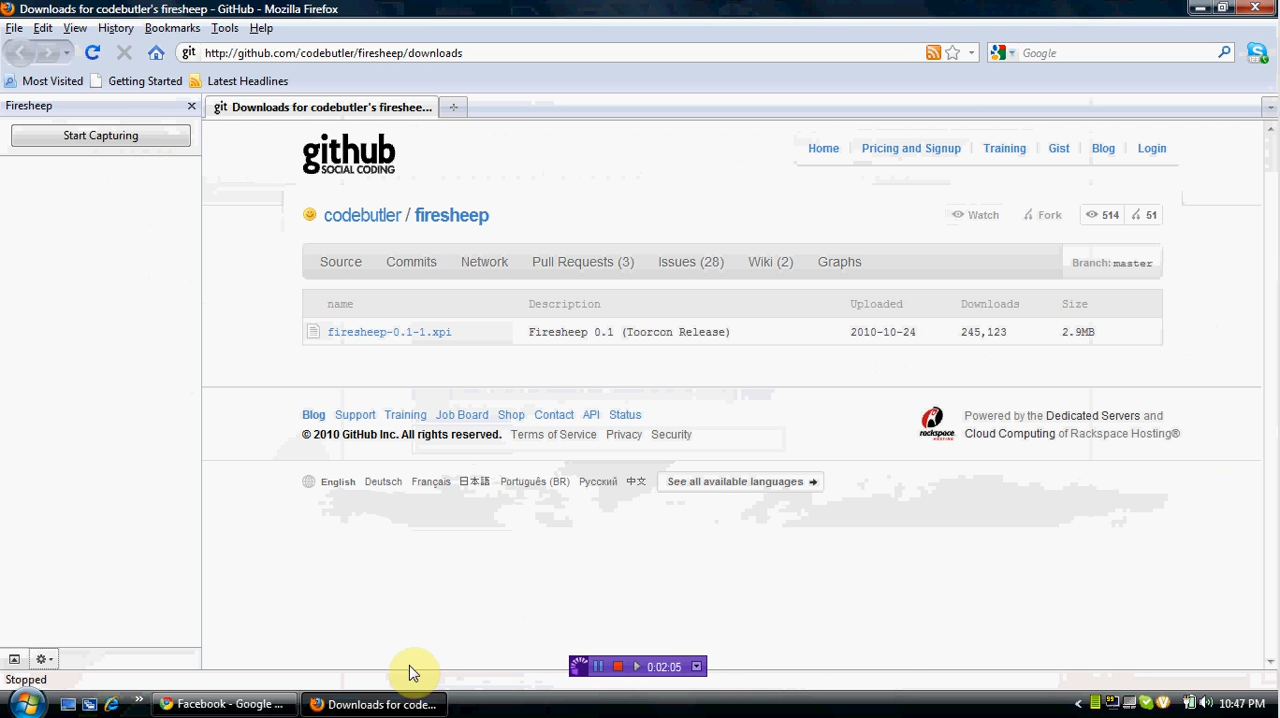 Downloads for codebutler's firesheep - GitHub - Mozilla Firefox
File Edit View History Bookmarks Tools Help
git http://github.com/codebutler/firesheep/downloads Google
Most Visited Getting Started Latest Headlines
Firesheep
git Downloads for codebutler's fireshee...
Start Capturing
github
SOCIAL CODING
Home Pricing and Signup Training Gist Blog Login
codebutler / firesheep
Watch Fork 514 51
Source Commits Network Pull Requests (3) Issues (28) Wiki (2) Graphs Branch: master
name Description Uploaded Downloads Size
firesheep-0.1-1.xpi Firesheep 0.1 (Toorcon Release) 2010-10-24 245,123 2.9MB
Blog Support Training Job Board Shop Contact API Status
© 2010 GitHub Inc. All rights reserved. Terms of Service Privacy Security
rackspace
HOSTING
Powered by the Dedicated Servers and
Cloud Computing of Rackspace Hosting®
English Deutsch Français 日本語 Português (BR) Русский 中文 See all available languages
0:02:05
Stopped
Facebook - Google ... Downloads for code... 10:47 PM